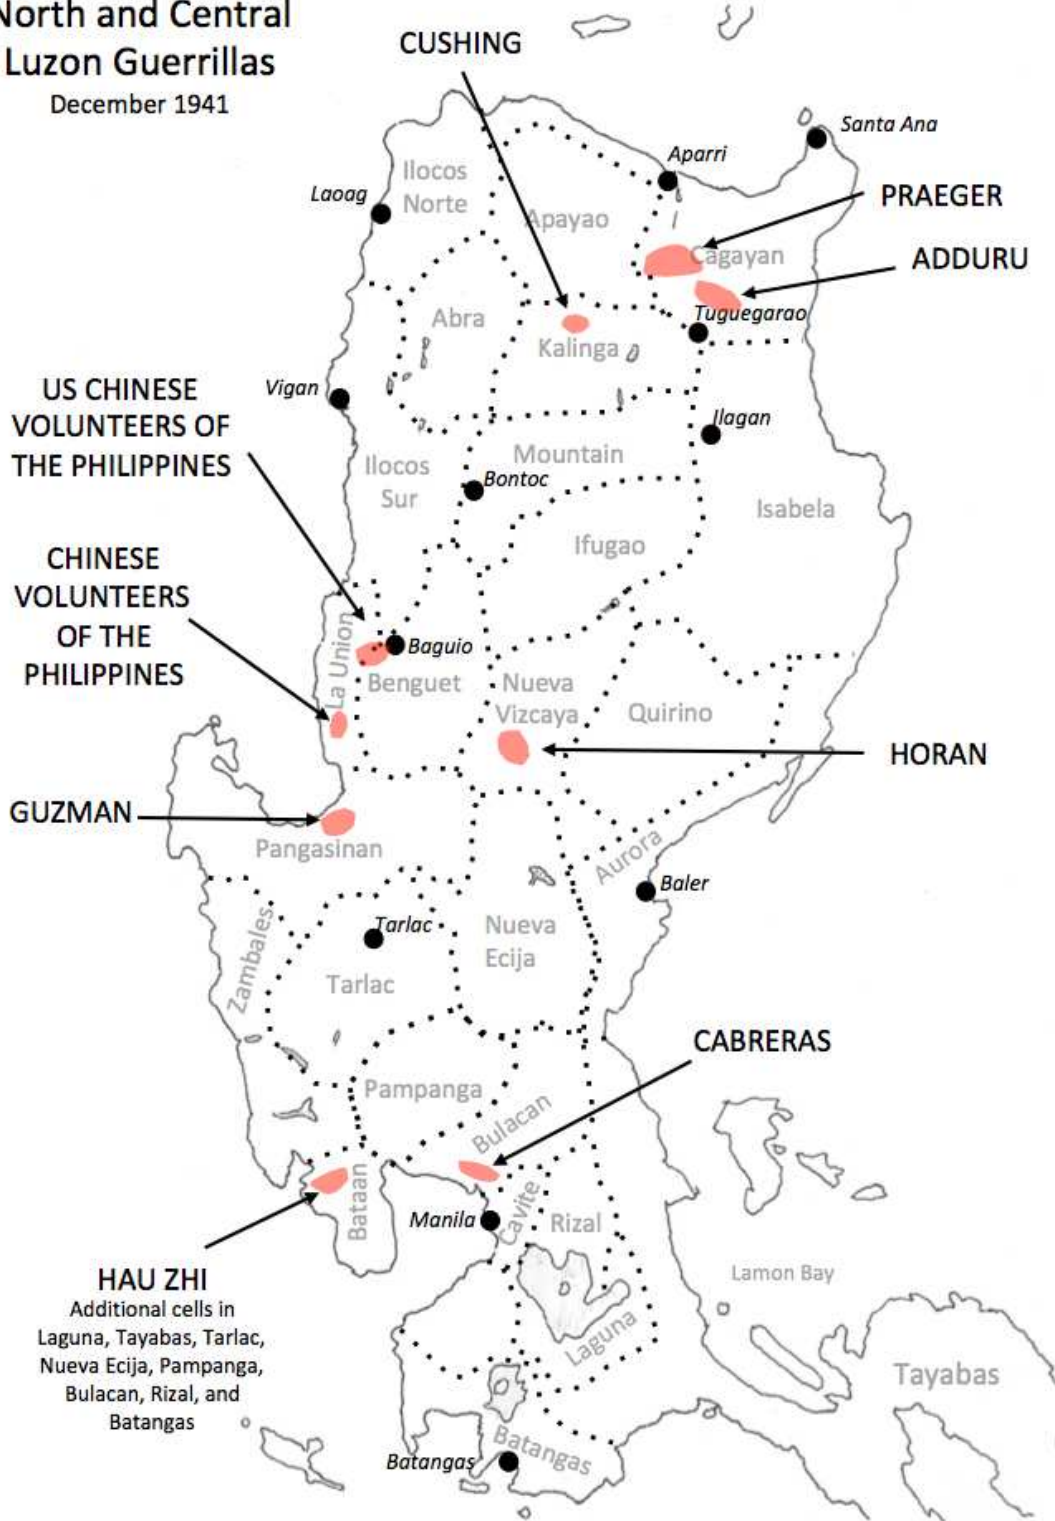 North and Central
Luzon Guerrillas
December 1941
CUSHING
Santa Ana
Aparri
Ilocos
Norte
Laoag
PRAEGER
Apayao
Cagayan
ADDURU
Abra
Tuguegarao
Kalinga
US CHINESE
VOLUNTEERS OF
THE PHILIPPINES
Vigan
Ilagan
Mountain
Ilocos
Sur
Bontoc
Isabela
Ifugao
CHINESE
VOLUNTEERS
OF THE
PHILIPPINES
La Union
Baguio
Benguet
Nueva
Vizcaya
Quirino
HORAN
GUZMAN
Pangasinan
Aurora
Baler
Zambales
Tarlac
Nueva
Ecija
Tarlac
CABRERAS
Pampanga
Bulacan
Bataan
Manila
Cavite
Rizal
HAU ZHI
Additional cells in
Laguna, Tayabas, Tarlac,
Nueva Ecija, Pampanga,
Bulacan, Rizal, and
Batangas
Lamon Bay
Laguna
Tayabas
Batangas
Batangas